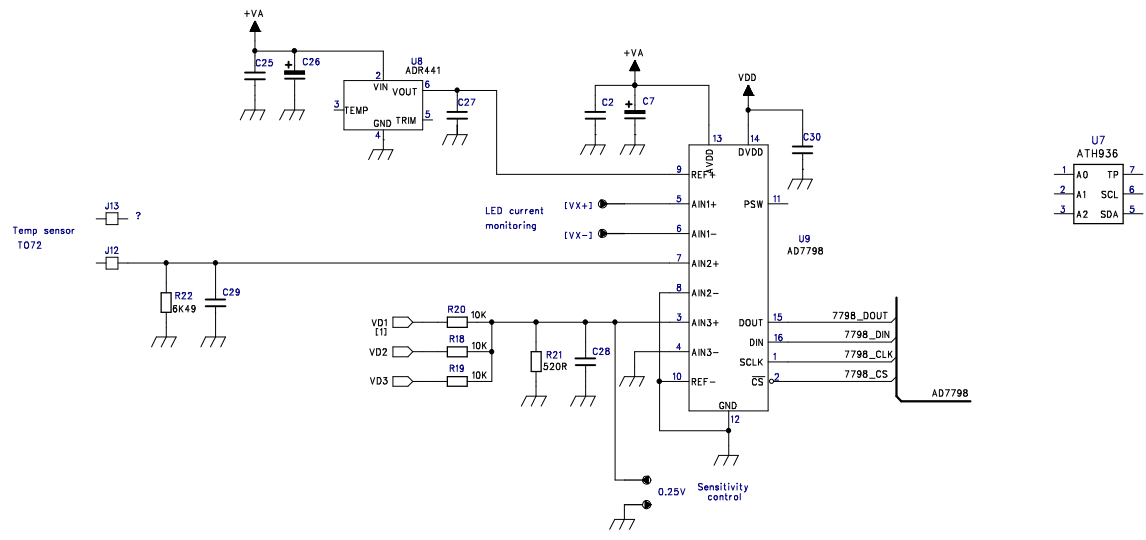 +VA
C25
C26
+
U8
ADR441
2
VIN
VOUT
6
3
TEMP
TRIM
5
GND
4
C27
+VA
C2
+
C7
VDD
C30
13
14
AVDD
DVDD
9
REF+
5
AIN1+
PSW
11
6
AIN1-
U9
AD7798
7
AIN2+
8
AIN2-
3
AIN3+
DOUT
15
7798_DOUT
DIN
16
7798_DIN
4
AIN3-
SCLK
1
7798_CLK
10
REF-
CS
2
7798_CS
GND
12
AD7798
LED current
monitoring
[VX+]
[VX-]
J13
?
Temp sensor
TO72
J12
R22
6K49
C29
VD1
[1]
R20
10K
VD2
R18
10K
VD3
R19
10K
R21
520R
C28
0.25V
Sensitivity
control
U7
ATH936
1
A0
TP
7
2
A1
SCL
6
3
A2
SDA
5